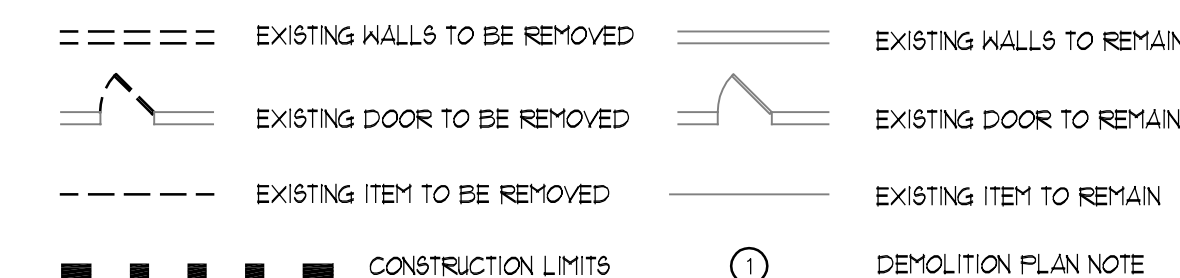 EXISTING WALLS TO BE REMOVED
EXISTING WALLS TO REMAIN
EXISTING DOOR TO BE REMOVED
EXISTING DOOR TO REMAIN
EXISTING ITEM TO BE REMOVED
EXISTING ITEM TO REMAIN
CONSTRUCTION LIMITS
1
DEMOLITION PLAN NOTE